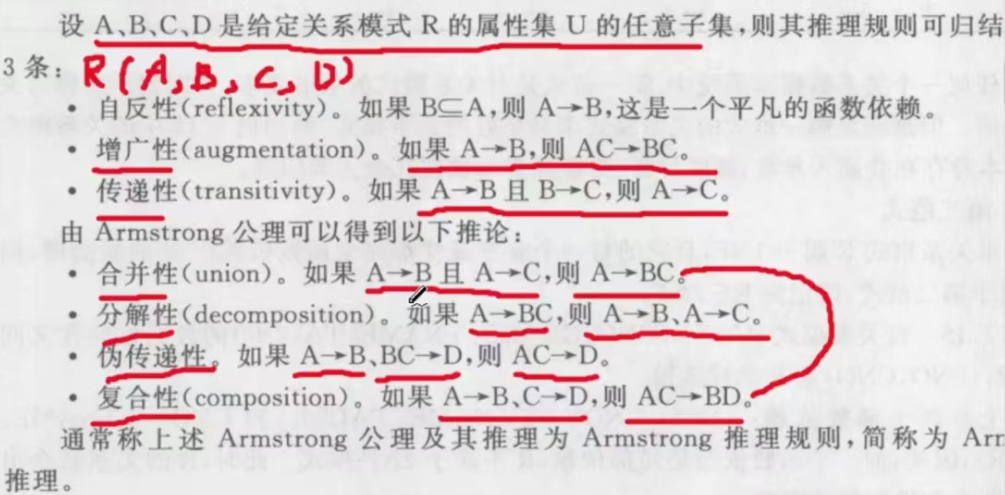 设 A、B、C、D 是给定关系模式 R 的属性集 U 的任意子集,则其推理规则可归结
3 条: R(A,B,C,D)
• 自反性(reflexivity)。如果 B⊆A,则 A→B,这是一个平凡的函数依赖。
• 增广性(augmentation)。如果 A→B,则 AC→BC。
• 传递性(transitivity)。如果 A→B 且 B→C,则 A→C。
由 Armstrong 公理可以得到以下推论:
• 合并性(union)。如果 A→B 且 A→C,则 A→BC。
• 分解性(decomposition)。如果 A→BC,则 A→B、A→C。
• 伪传递性。如果 A→B、BC→D,则 AC→D。
• 复合性(composition)。如果 A→B、C→D,则 AC→BD。
通常称上述 Armstrong 公理及其推理为 Armstrong 推理规则,简称为 Arm
推理。